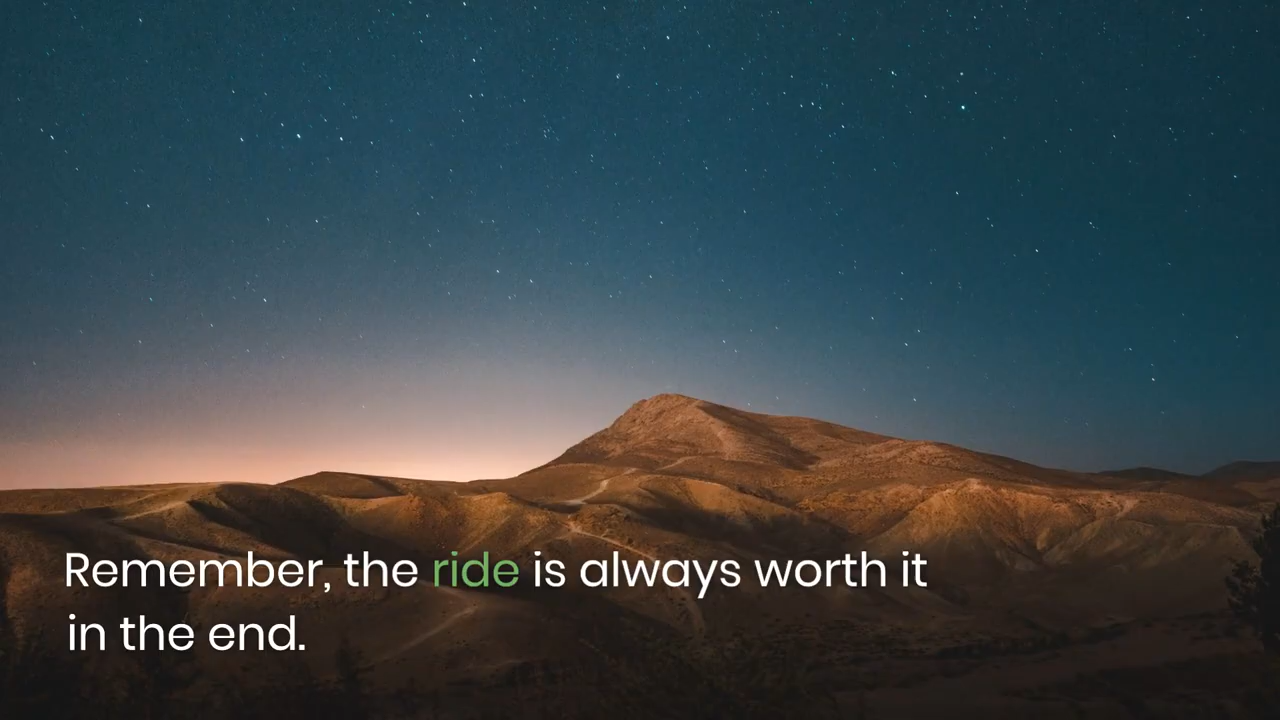 Remember, the ride is always worth it
in the end.